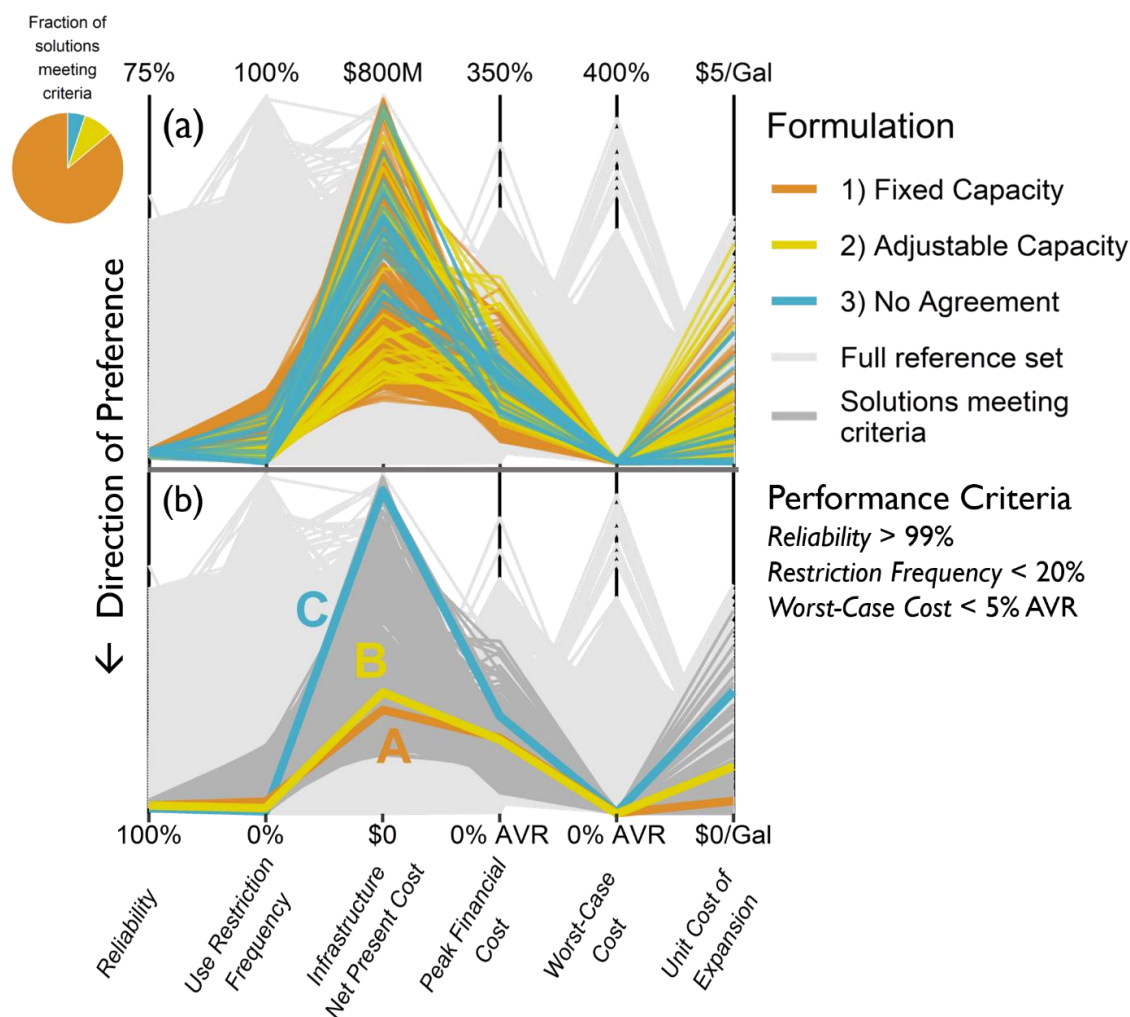 Fraction of
solutions
meeting
criteria
75% 100% $800M 350% 400% $5/Gal
(a)
Formulation
1) Fixed Capacity
2) Adjustable Capacity
3) No Agreement
Full reference set
Solutions meeting
criteria
← Direction of Preference
(b)
Performance Criteria
Reliability > 99%
Restriction Frequency < 20%
Worst-Case Cost < 5% AVR
C
B
A
100% 0% $0 0% AVR 0% AVR $0/Gal
Reliability
Use Restriction
Frequency
Infrastructure
Net Present Cost
Peak Financial
Cost
Worst-Case
Cost
Unit Cost of
Expansion